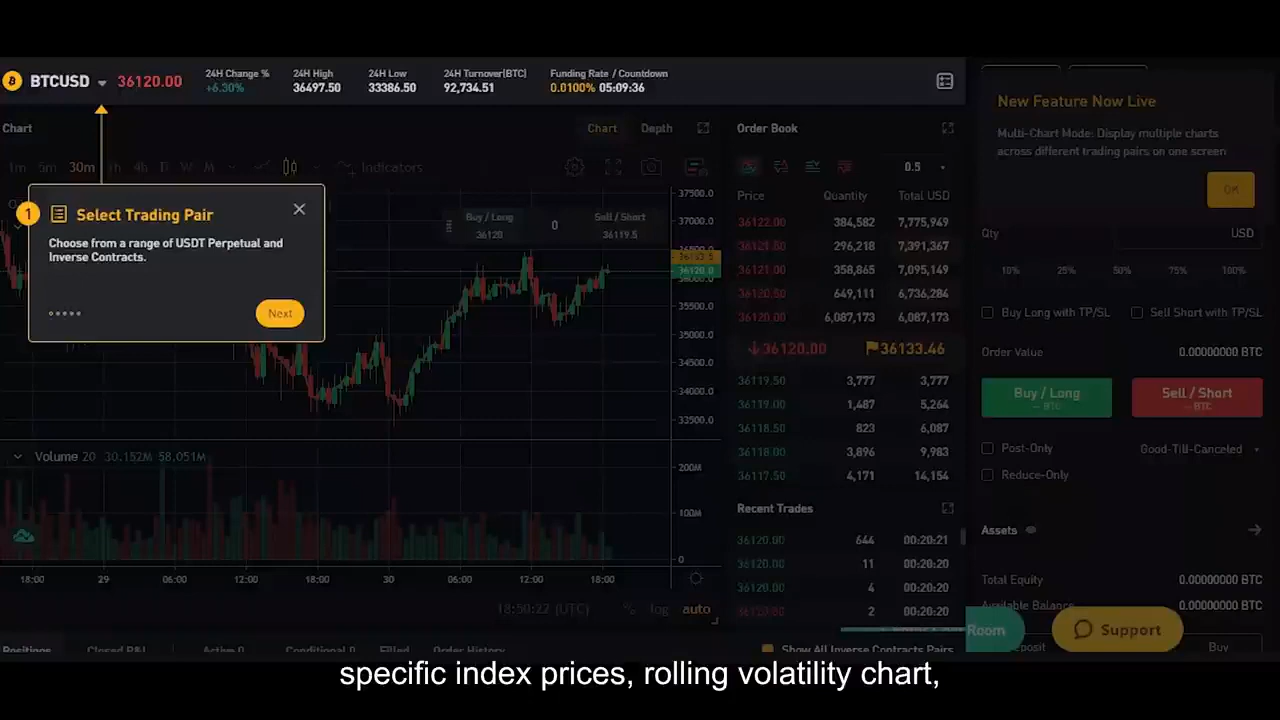 BTCUSD 36120.00
24H Change % +6.30%
24H High 36497.50
24H Low 33386.50
24H Turnover(BTC) 92,734.51
Funding Rate / Countdown
0.0100% 05:09:36
Chart
Chart Depth
1m 5m 30m 1h 4h D W M Indicators
1 Select Trading Pair
Choose from a range of USDT Perpetual and
Inverse Contracts.
Next
Buy / Long 36120
0
Sell / Short 36119.5
37500.0
37000.0
36120.0
35500.0
35000.0
34500.0
34000.0
33500.0
Volume 20 30.152M 58.051M
200M
100M
0
18:00 29 06:00 12:00 18:00 30 06:00 12:00 18:00
18:50:22 (UTC) % log auto
Positions Closed P&L Active 0 Conditional 0 Filled Order History
Order Book
0.5
Price Quantity Total USD
36122.00 384,582 7,775,949
36121.50 296,218 7,391,367
36121.00 358,865 7,095,149
36120.50 649,111 6,736,284
36120.00 6,087,173 6,087,173
36120.00 36133.46
36119.50 3,777 3,777
36119.00 1,487 5,264
36118.50 823 6,087
36118.00 3,896 9,983
36117.50 4,171 14,154
Recent Trades
36120.00 644 00:20:21
36120.00 11 00:20:20
36120.00 4 00:20:20
2 00:20:20
Show All Inverse Contracts Pairs
New Feature Now Live
Multi-Chart Mode: Display multiple charts
across different trading pairs on one screen
OK
Qty USD
10% 25% 50% 75% 100%
Buy Long with TP/SL Sell Short with TP/SL
Order Value 0.00000000 BTC
Buy / Long Sell / Short
-- BTC -- BTC
Post-Only Good-Till-Canceled
Reduce-Only
Assets
Total Equity 0.00000000 BTC
Available Balance 0.00000000 BTC
Room
Support
Buy
specific index prices, rolling volatility chart,